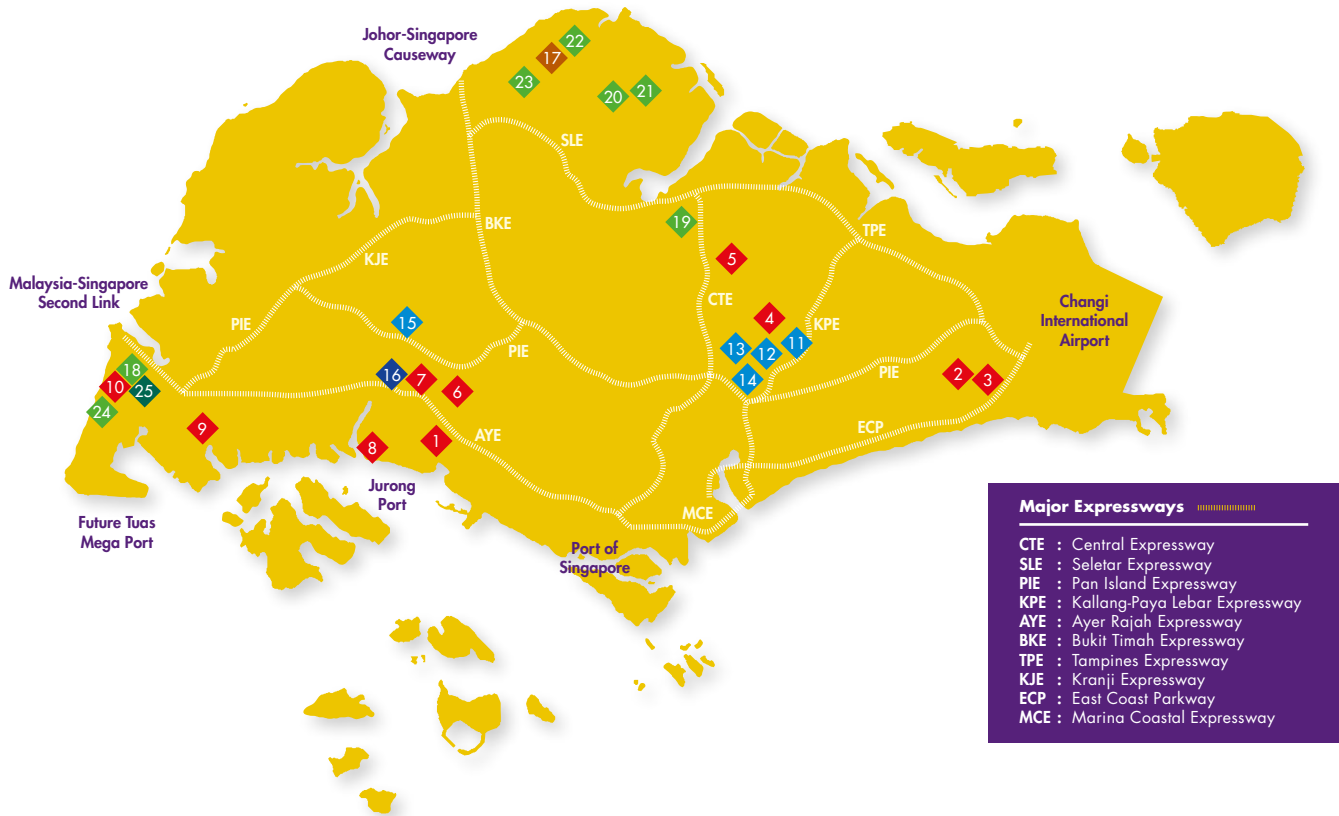 Johor-Singapore
Causeway
22
17
23
20
21
SLE
19
BKE
TPE
5
KJE
Malaysia-Singapore
Second Link
CTE
Changi
International
Airport
PIE
15
4
KPE
13
12
11
PIE
18
10
25
16
7
14
PIE
2
3
6
24
9
ECP
8
1
AYE
Jurong
Port
MCE
Future Tuas
Mega Port
Port of
Singapore
Major Expressways
CTE : Central Expressway
SLE : Seletar Expressway
PIE : Pan Island Expressway
KPE : Kallang-Paya Lebar Expressway
AYE : Ayer Rajah Expressway
BKE : Bukit Timah Expressway
TPE : Tampines Expressway
KJE : Kranji Expressway
ECP : East Coast Parkway
MCE : Marina Coastal Expressway